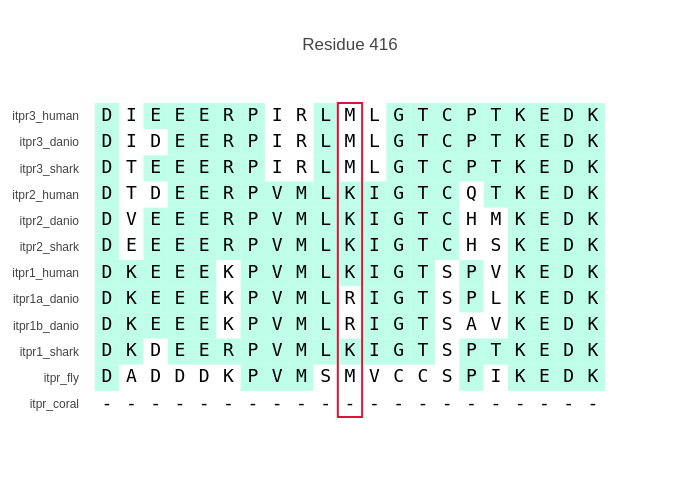 Residue 416
itpr3_human D I E E E R P I R L M L G T C P T K E D K
itpr3_danio D I D E E R P I R L M L G T C P T K E D K
itpr3_shark D T E E E R P I R L M L G T C P T K E D K
itpr2_human D T D E E R P V M L K I G T C Q T K E D K
itpr2_danio D V E E E R P V M L K I G T C H M K E D K
itpr2_shark D E E E E R P V M L K I G T C H S K E D K
itpr1_human D K E E E K P V M L K I G T S P V K E D K
itpr1a_danio D K E E E K P V M L R I G T S P L K E D K
itpr1b_danio D K E E E K P V M L R I G T S A V K E D K
itpr1_shark D K D E E R P V M L K I G T S P T K E D K
itpr_fly D A D D D K P V M S M V C C S P I K E D K
itpr_coral - - - - - - - - - - - - - - - - - - - - -